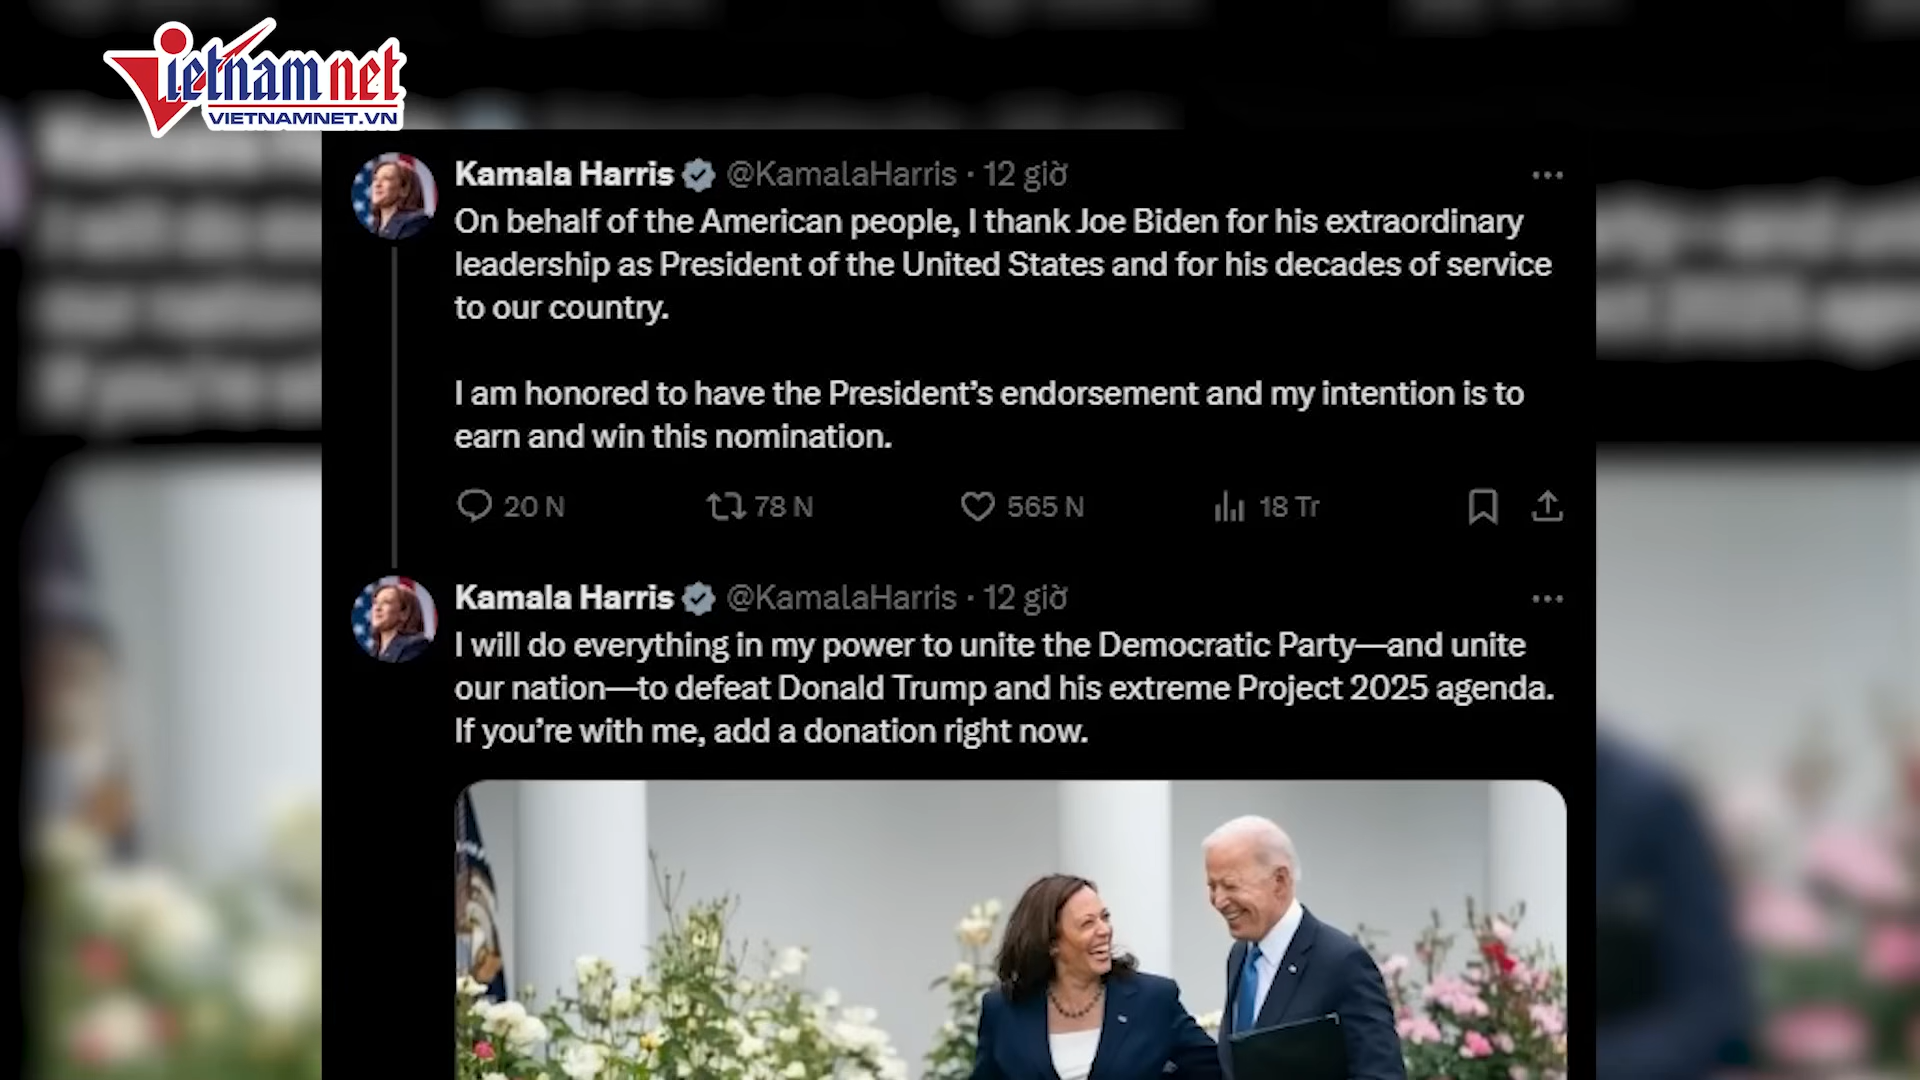 Vietnamnet
VIETNAMNET.VN
Kamala Harris @KamalaHarris · 12 giờ
On behalf of the American people, I thank Joe Biden for his extraordinary
leadership as President of the United States and for his decades of service
to our country.
I am honored to have the President’s endorsement and my intention is to
earn and win this nomination.
20 N 78 N 565 N 18 Tr
Kamala Harris @KamalaHarris · 12 giờ
I will do everything in my power to unite the Democratic Party—and unite
our nation—to defeat Donald Trump and his extreme Project 2025 agenda.
If you’re with me, add a donation right now.